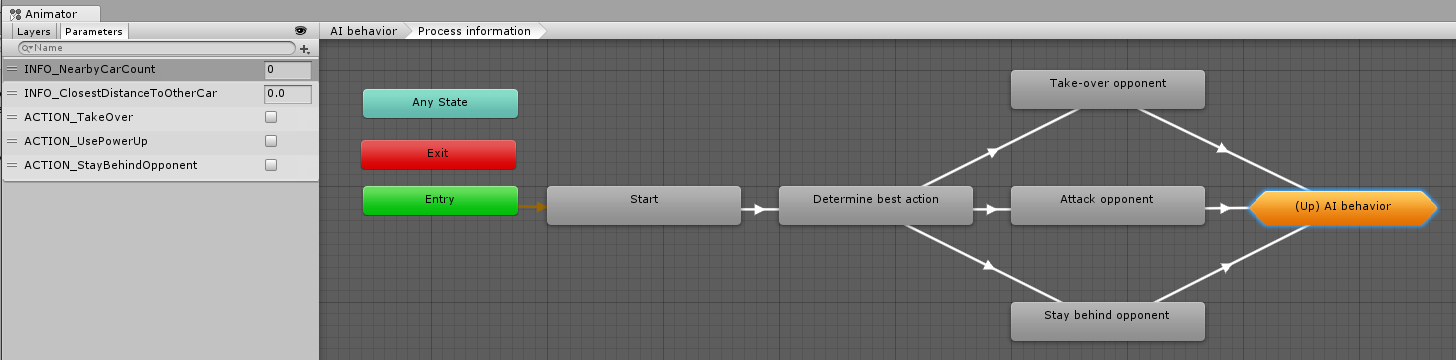 Animator
Layers Parameters
AI behavior Process information
Name
INFO_NearbyCarCount 0
INFO_ClosestDistanceToOtherCar 0.0
ACTION_TakeOver
ACTION_UsePowerUp
ACTION_StayBehindOpponent
Any State
Exit
Entry
Start
Determine best action
Take-over opponent
Attack opponent
Stay behind opponent
(Up) AI behavior